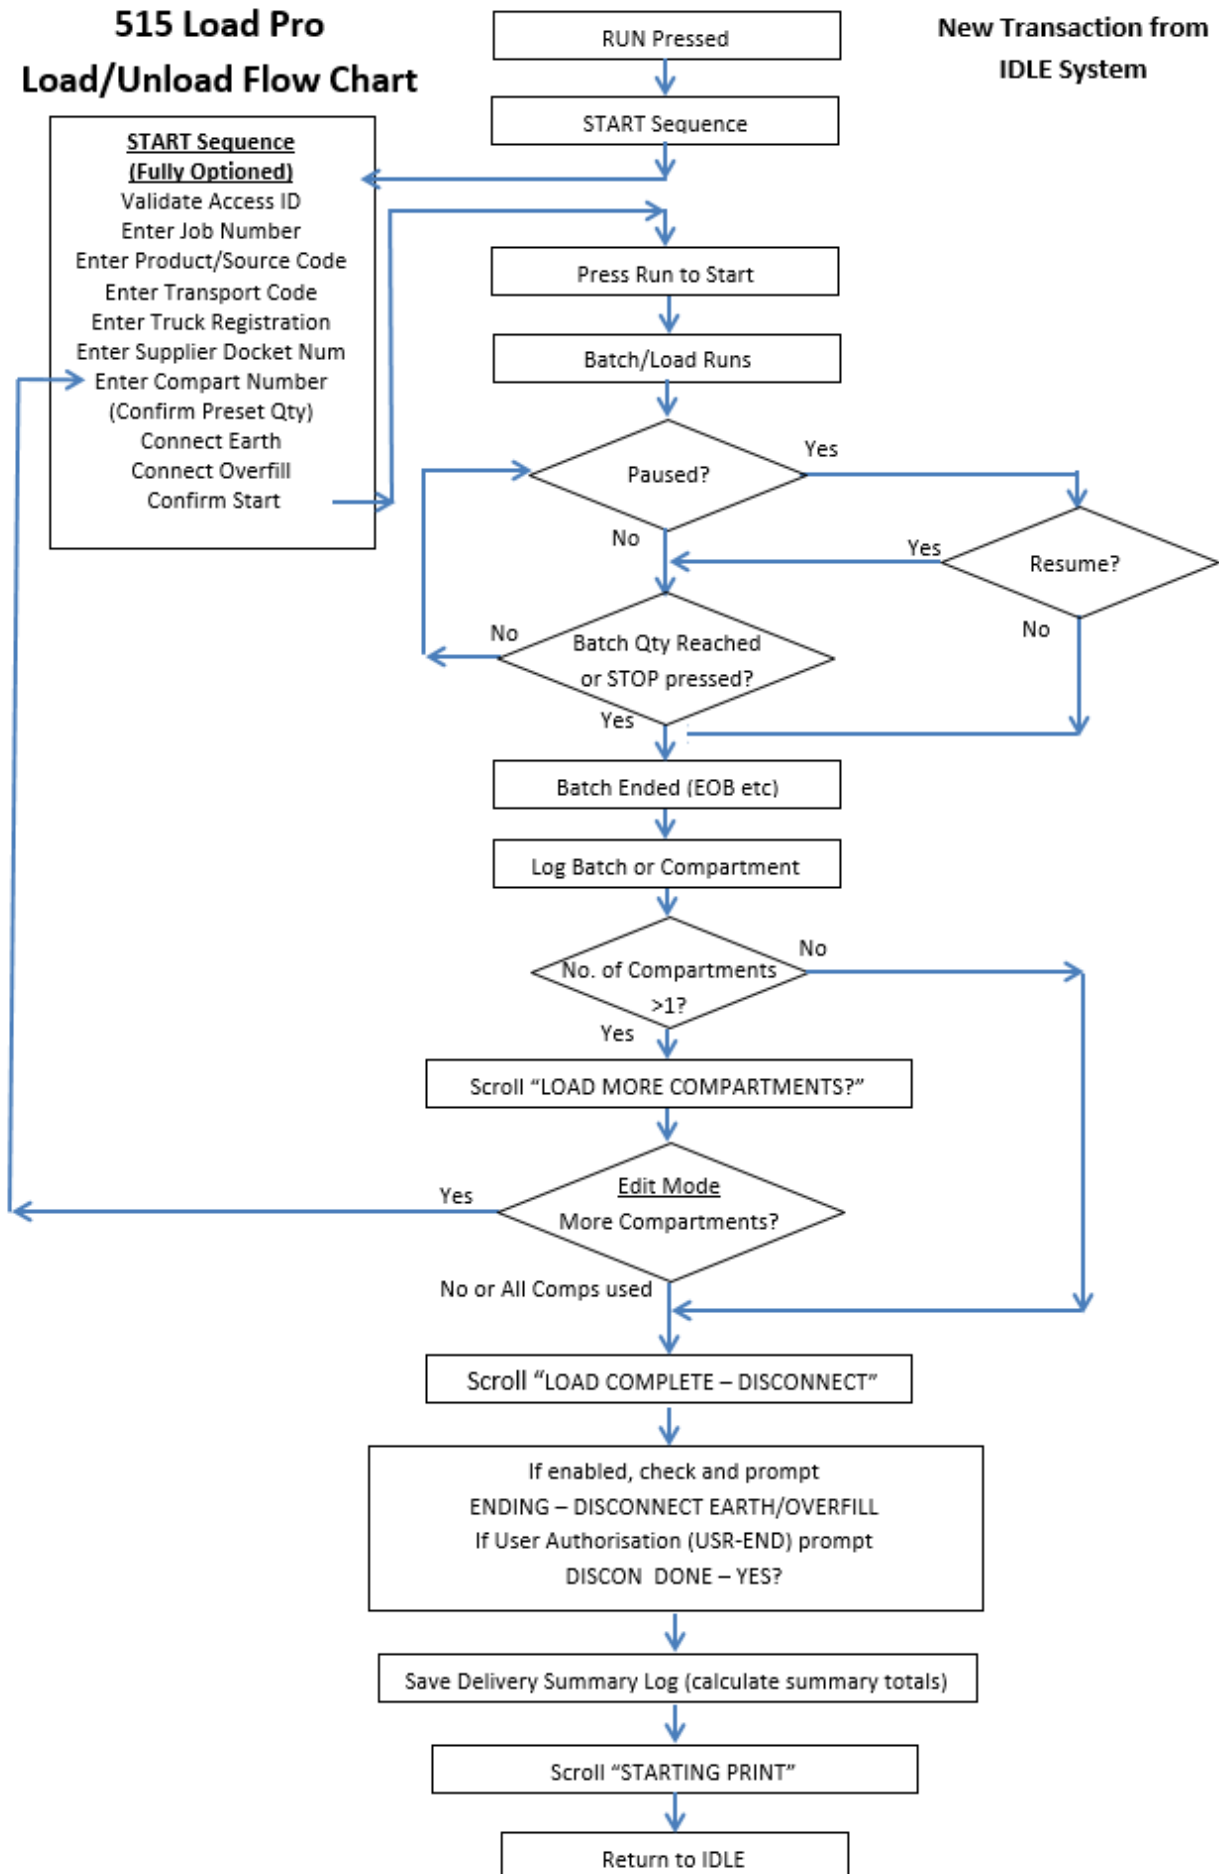 515 Load Pro
Load/Unload Flow Chart
New Transaction from
IDLE System
RUN Pressed
START Sequence
START Sequence
(Fully Optioned)
Validate Access ID
Enter Job Number
Enter Product/Source Code
Enter Transport Code
Enter Truck Registration
Enter Supplier Docket Num
Enter Compart Number
(Confirm Preset Qty)
Connect Earth
Connect Overfill
Confirm Start
Press Run to Start
Batch/Load Runs
Paused?
Yes
No
Resume?
Yes
No
Batch Qty Reached
or STOP pressed?
No
Yes
Batch Ended (EOB etc)
Log Batch or Compartment
No. of Compartments
>1?
No
Yes
Scroll “LOAD MORE COMPARTMENTS?”
Edit Mode
More Compartments?
Yes
No or All Comps used
Scroll “LOAD COMPLETE – DISCONNECT”
If enabled, check and prompt
ENDING – DISCONNECT EARTH/OVERFILL
If User Authorisation (USR-END) prompt
DISCON DONE – YES?
Save Delivery Summary Log (calculate summary totals)
Scroll “STARTING PRINT”
Return to IDLE